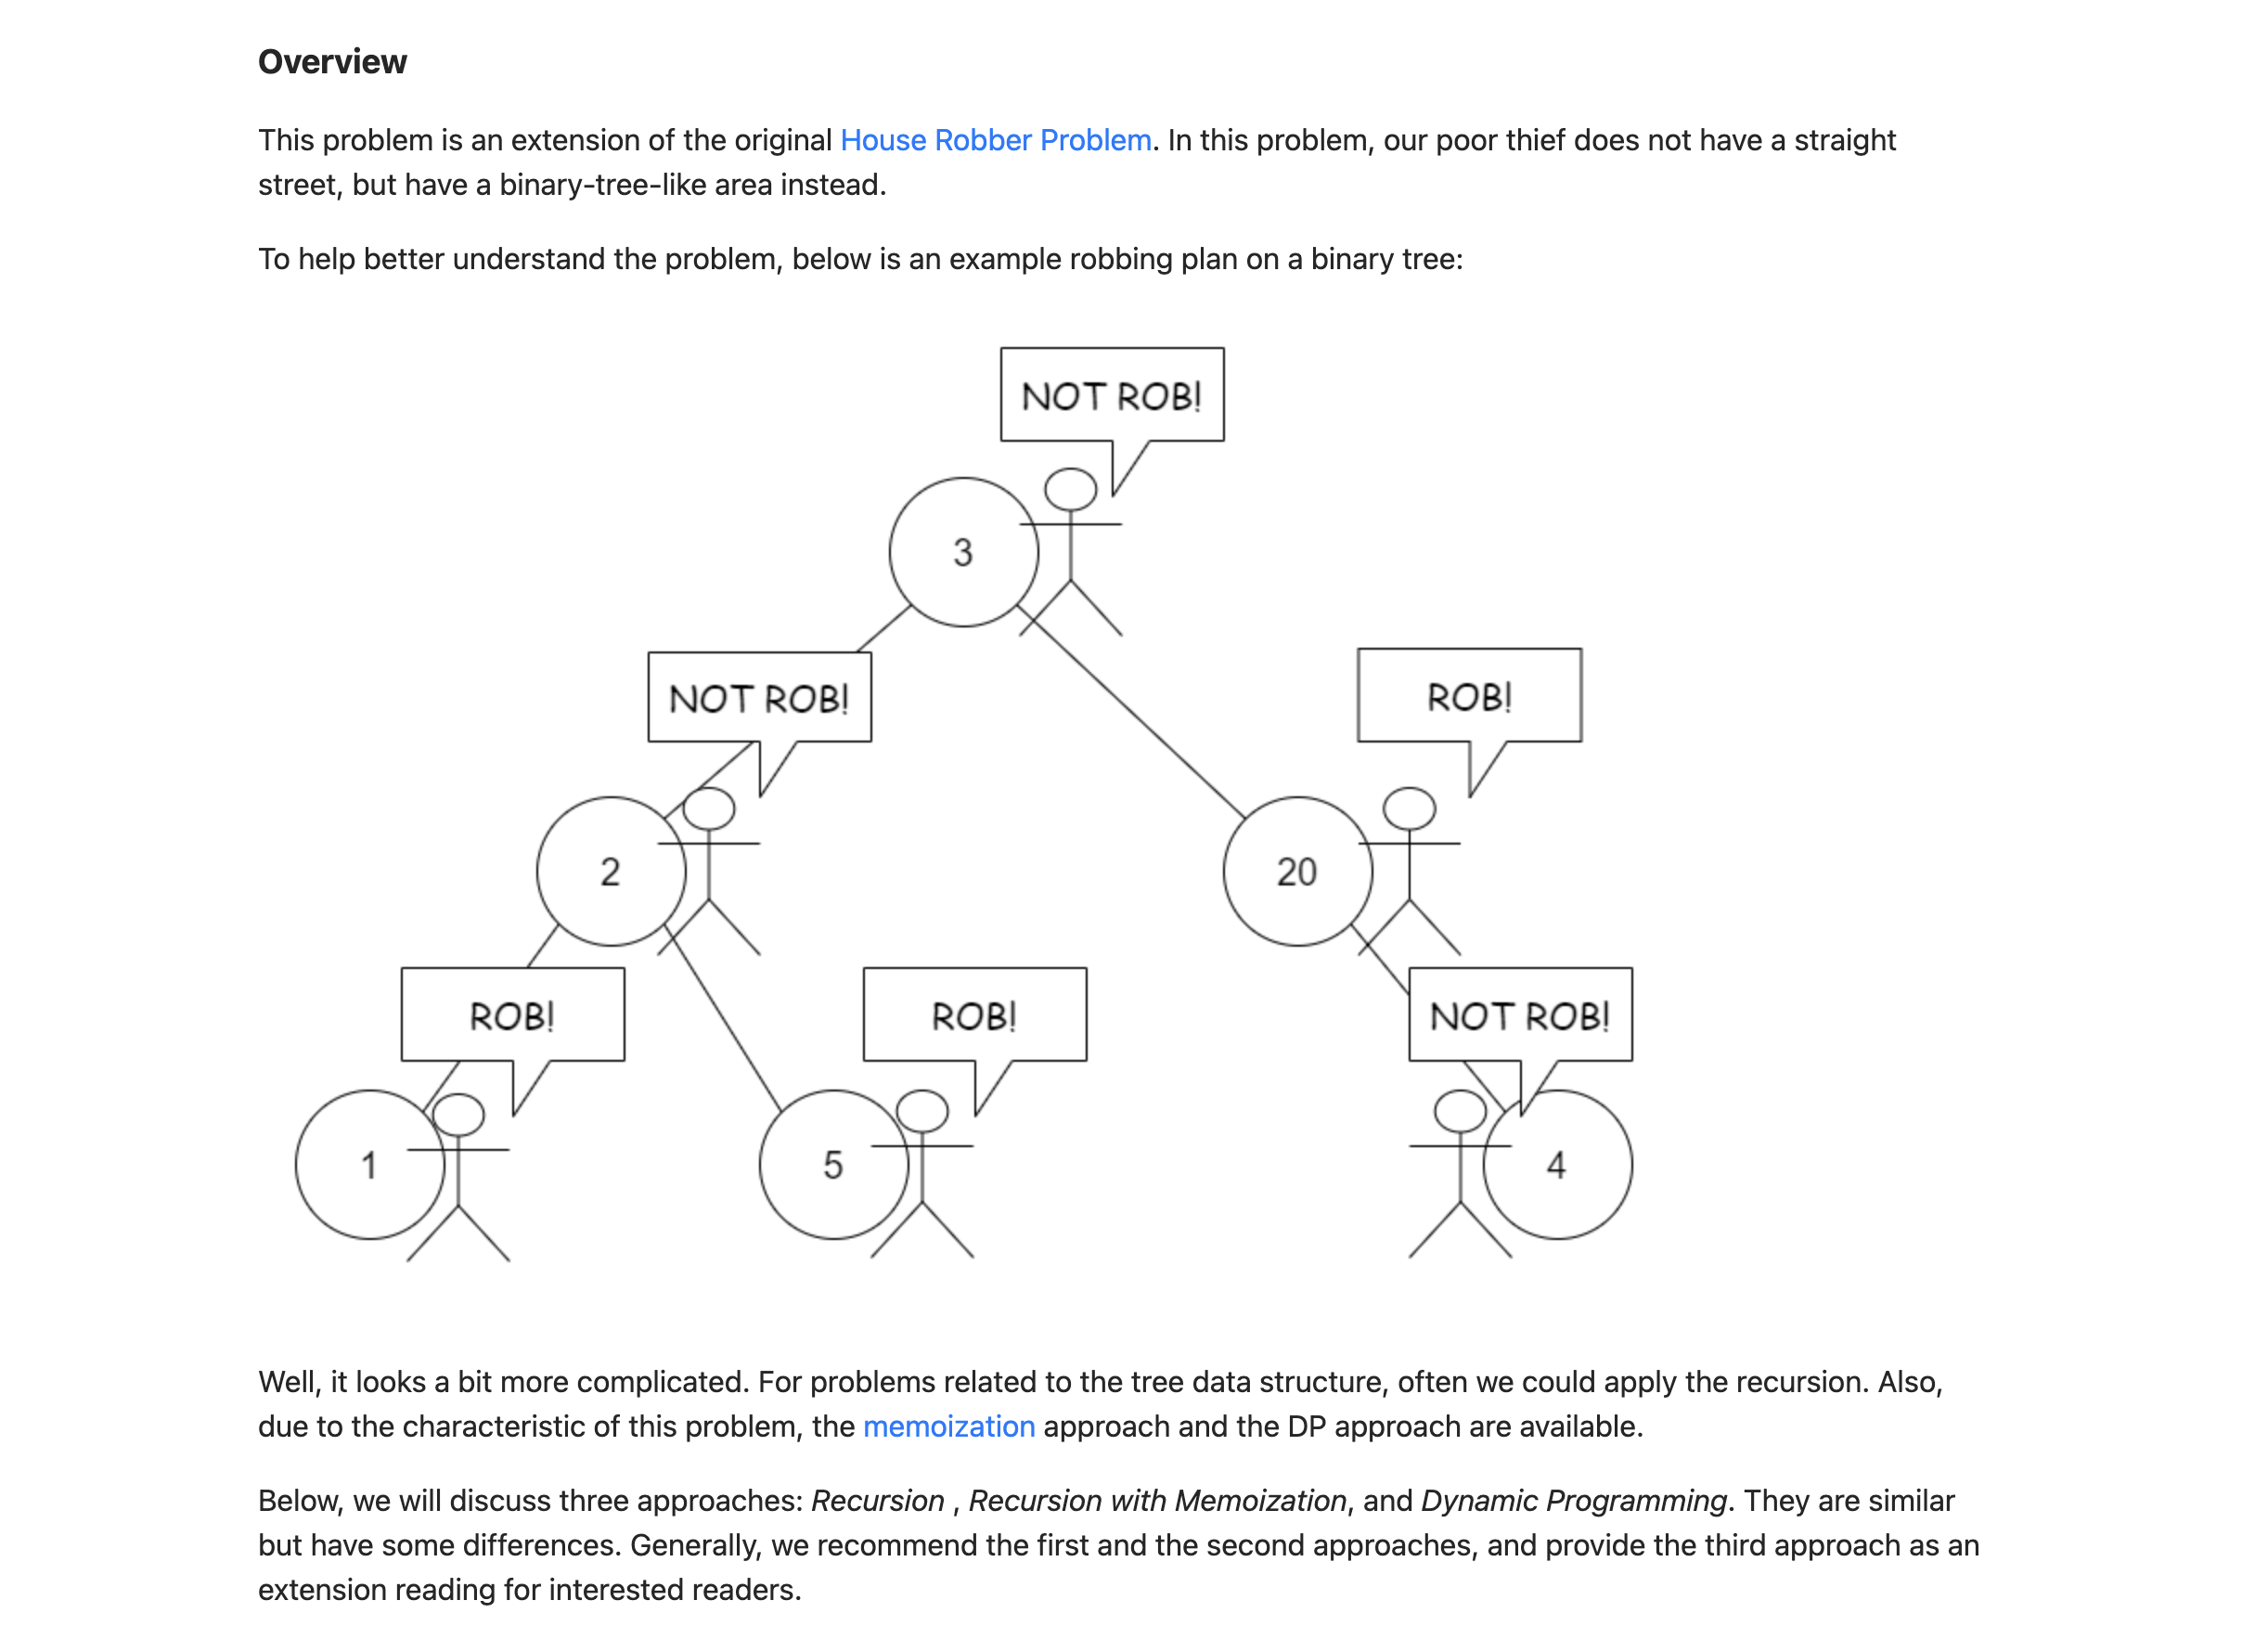 Overview
This problem is an extension of the original House Robber Problem. In this problem, our poor thief does not have a straight
street, but have a binary-tree-like area instead.
To help better understand the problem, below is an example robbing plan on a binary tree:
NOT ROB!
3
NOT ROB!
ROB!
2
20
ROB!
ROB!
NOT ROB!
1
5
4
Well, it looks a bit more complicated. For problems related to the tree data structure, often we could apply the recursion. Also,
due to the characteristic of this problem, the memoization approach and the DP approach are available.
Below, we will discuss three approaches: Recursion , Recursion with Memoization, and Dynamic Programming. They are similar
but have some differences. Generally, we recommend the first and the second approaches, and provide the third approach as an
extension reading for interested readers.